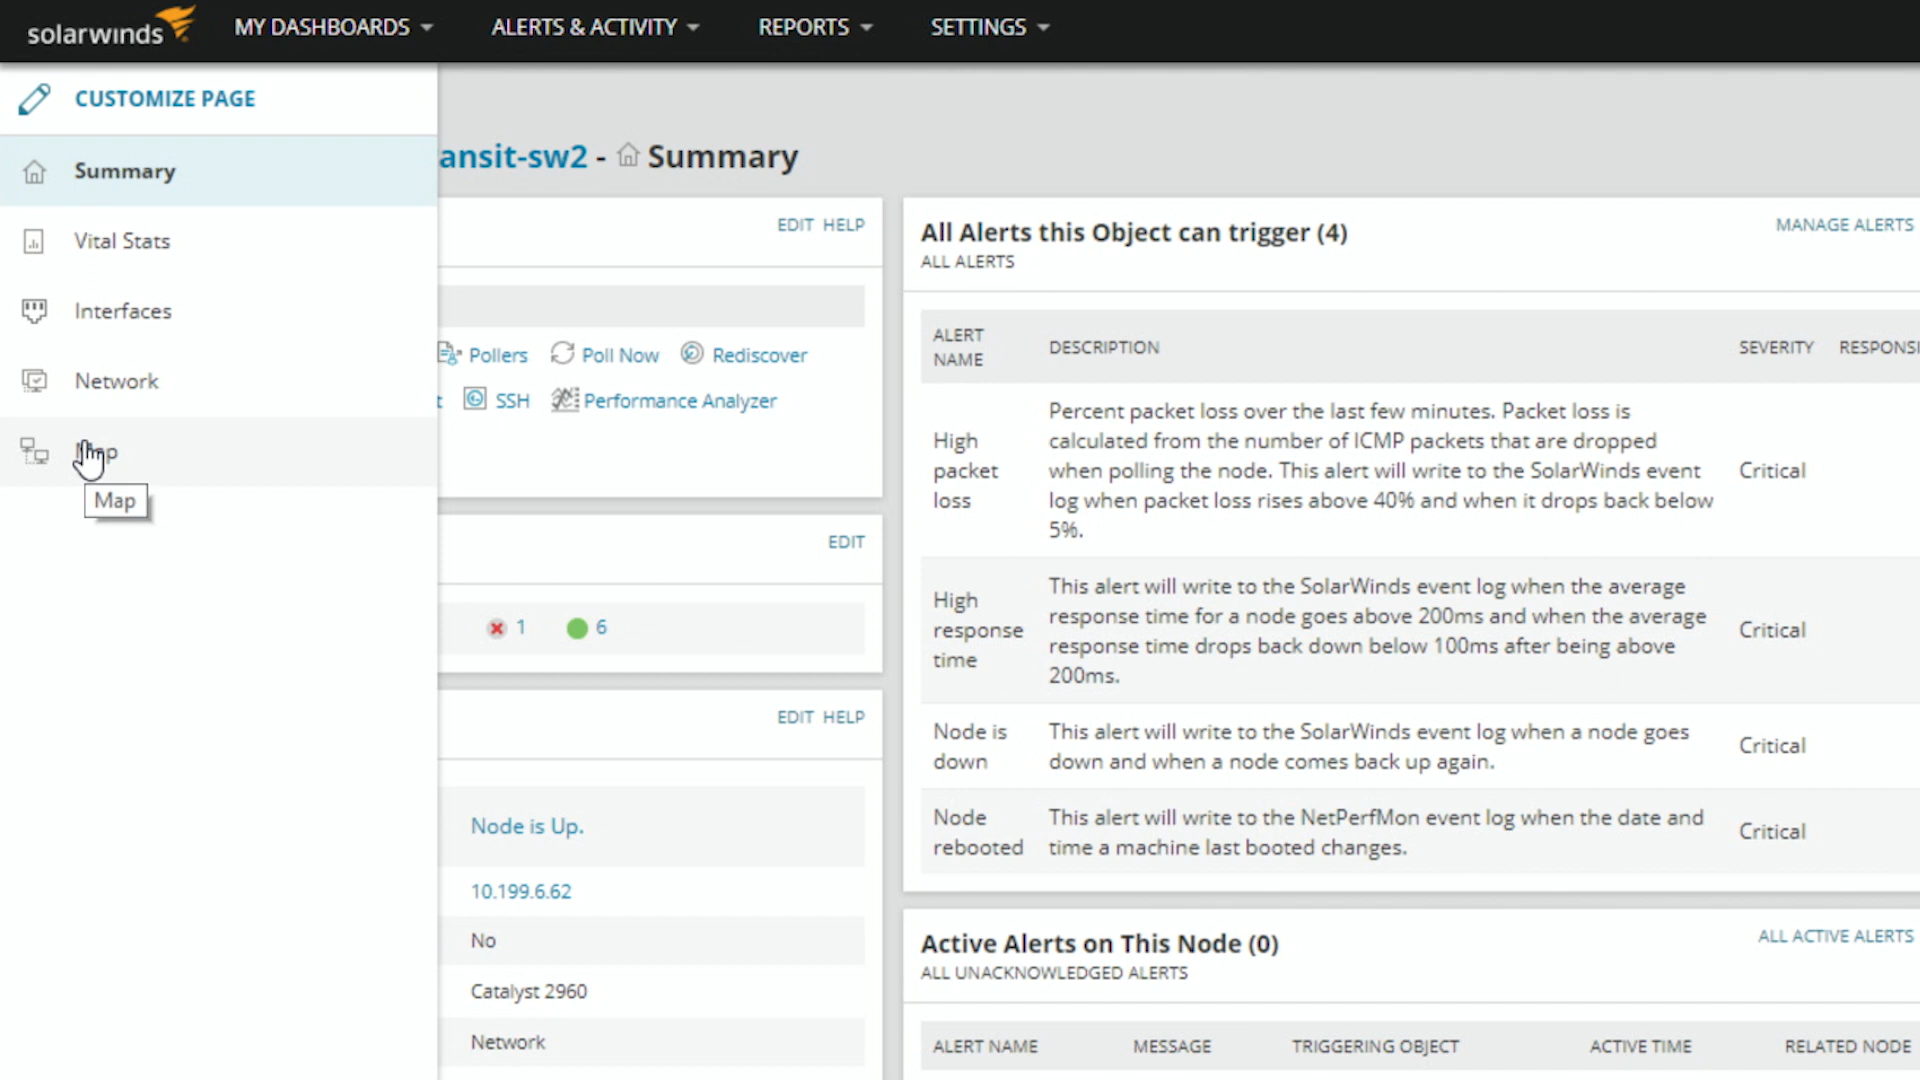 solarwinds MY DASHBOARDS ALERTS & ACTIVITY REPORTS SETTINGS
CUSTOMIZE PAGE
Summary
Vital Stats
Interfaces
Network
Map
ansit-sw2 - Summary
EDIT HELP
Pollers Poll Now Rediscover
t SSH Performance Analyzer
EDIT
1 6
EDIT HELP
Node is Up.
10.199.6.62
No
Catalyst 2960
Network
All Alerts this Object can trigger (4)
MANAGE ALERTS
ALL ALERTS
ALERT NAME DESCRIPTION SEVERITY RESPONSI
High packet loss
Percent packet loss over the last few minutes. Packet loss is
calculated from the number of ICMP packets that are dropped
when polling the node. This alert will write to the SolarWinds event
log when packet loss rises above 40% and when it drops back below
5%.
Critical
High response time
This alert will write to the SolarWinds event log when the average
response time for a node goes above 200ms and when the average
response time drops back down below 100ms after being above
200ms.
Critical
Node is down
This alert will write to the SolarWinds event log when a node goes
down and when a node comes back up again.
Critical
Node rebooted
This alert will write to the NetPerfMon event log when the date and
time a machine last booted changes.
Critical
Active Alerts on This Node (0)
ALL ACTIVE ALERTS
ALL UNACKNOWLEDGED ALERTS
ALERT NAME MESSAGE TRIGGERING OBJECT ACTIVE TIME RELATED NODE